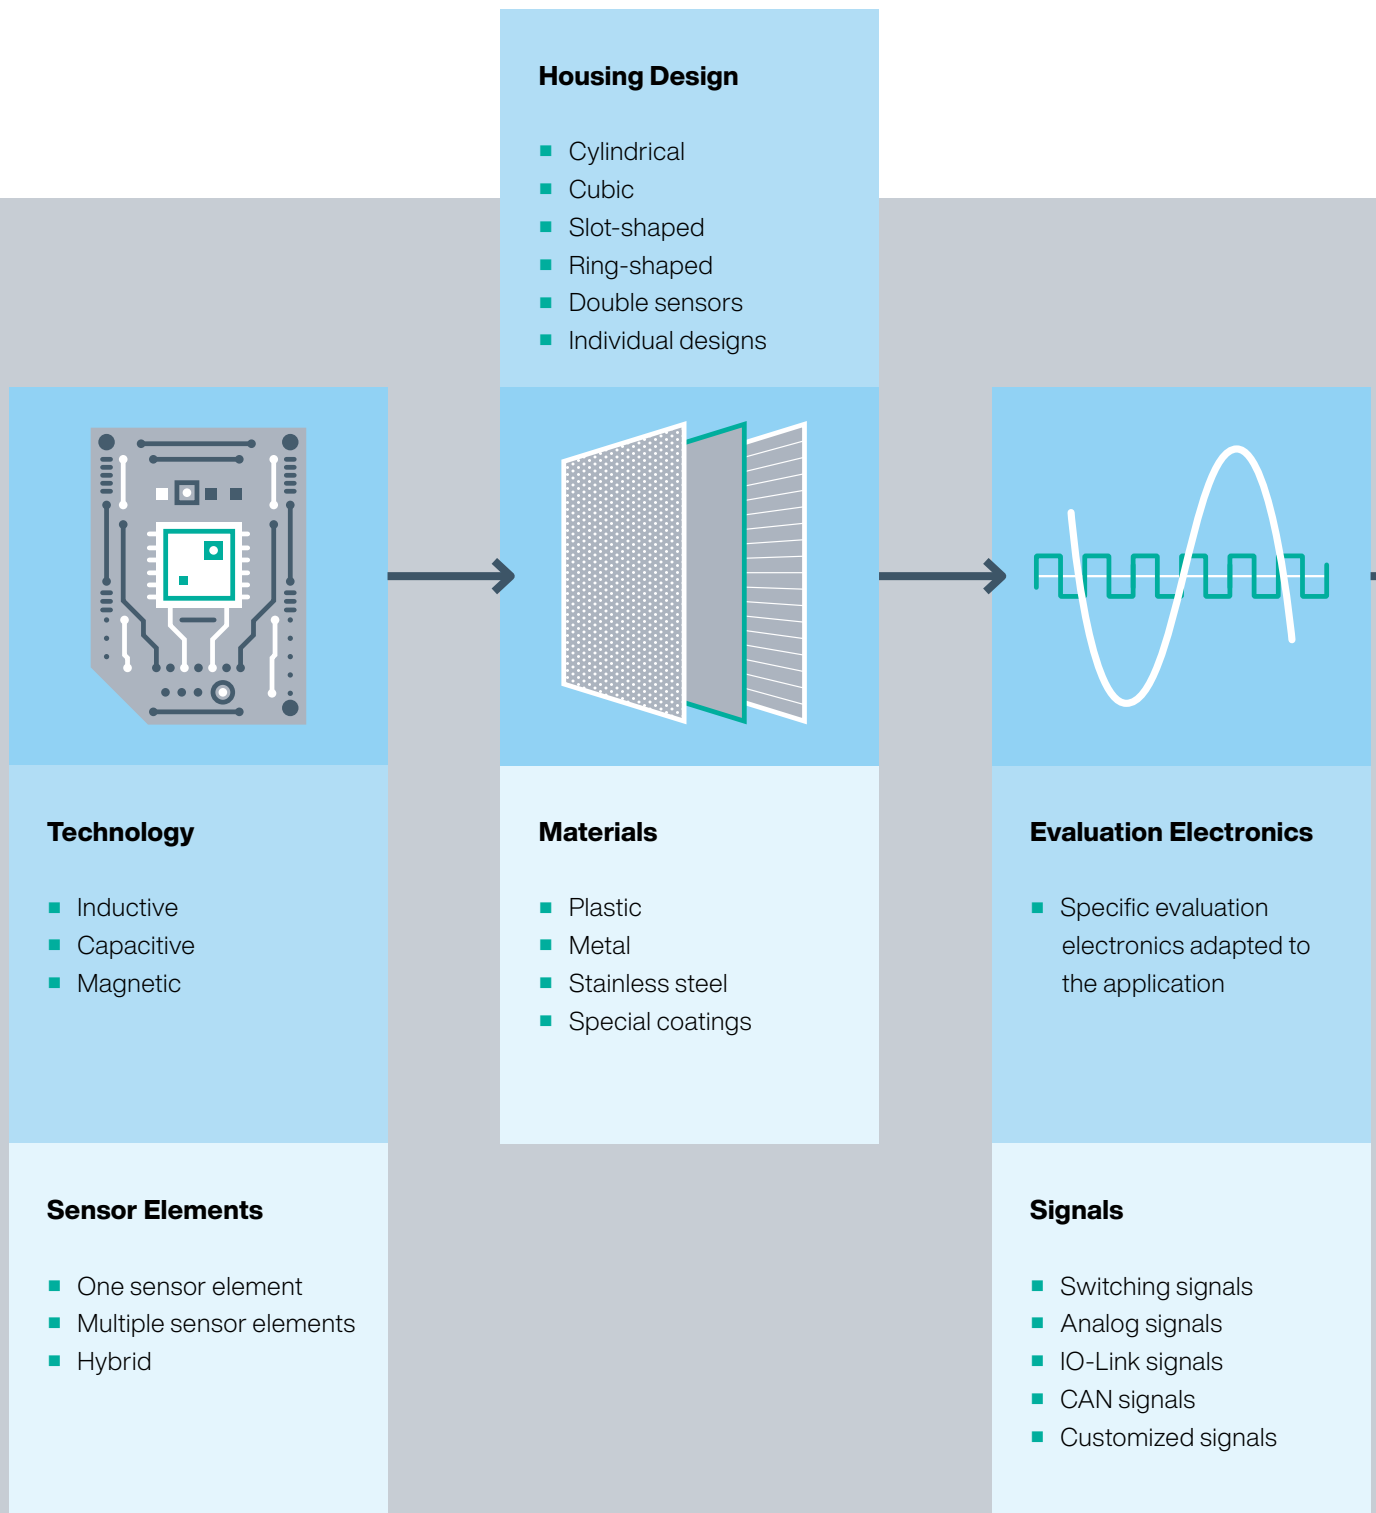 Housing Design
Cylindrical
Cubic
Slot-shaped
Ring-shaped
Double sensors
Individual designs
Technology
Inductive
Capacitive
Magnetic
Sensor Elements
One sensor element
Multiple sensor elements
Hybrid
Materials
Plastic
Metal
Stainless steel
Special coatings
Evaluation Electronics
Specific evaluation
electronics adapted to
the application
Signals
Switching signals
Analog signals
IO-Link signals
CAN signals
Customized signals